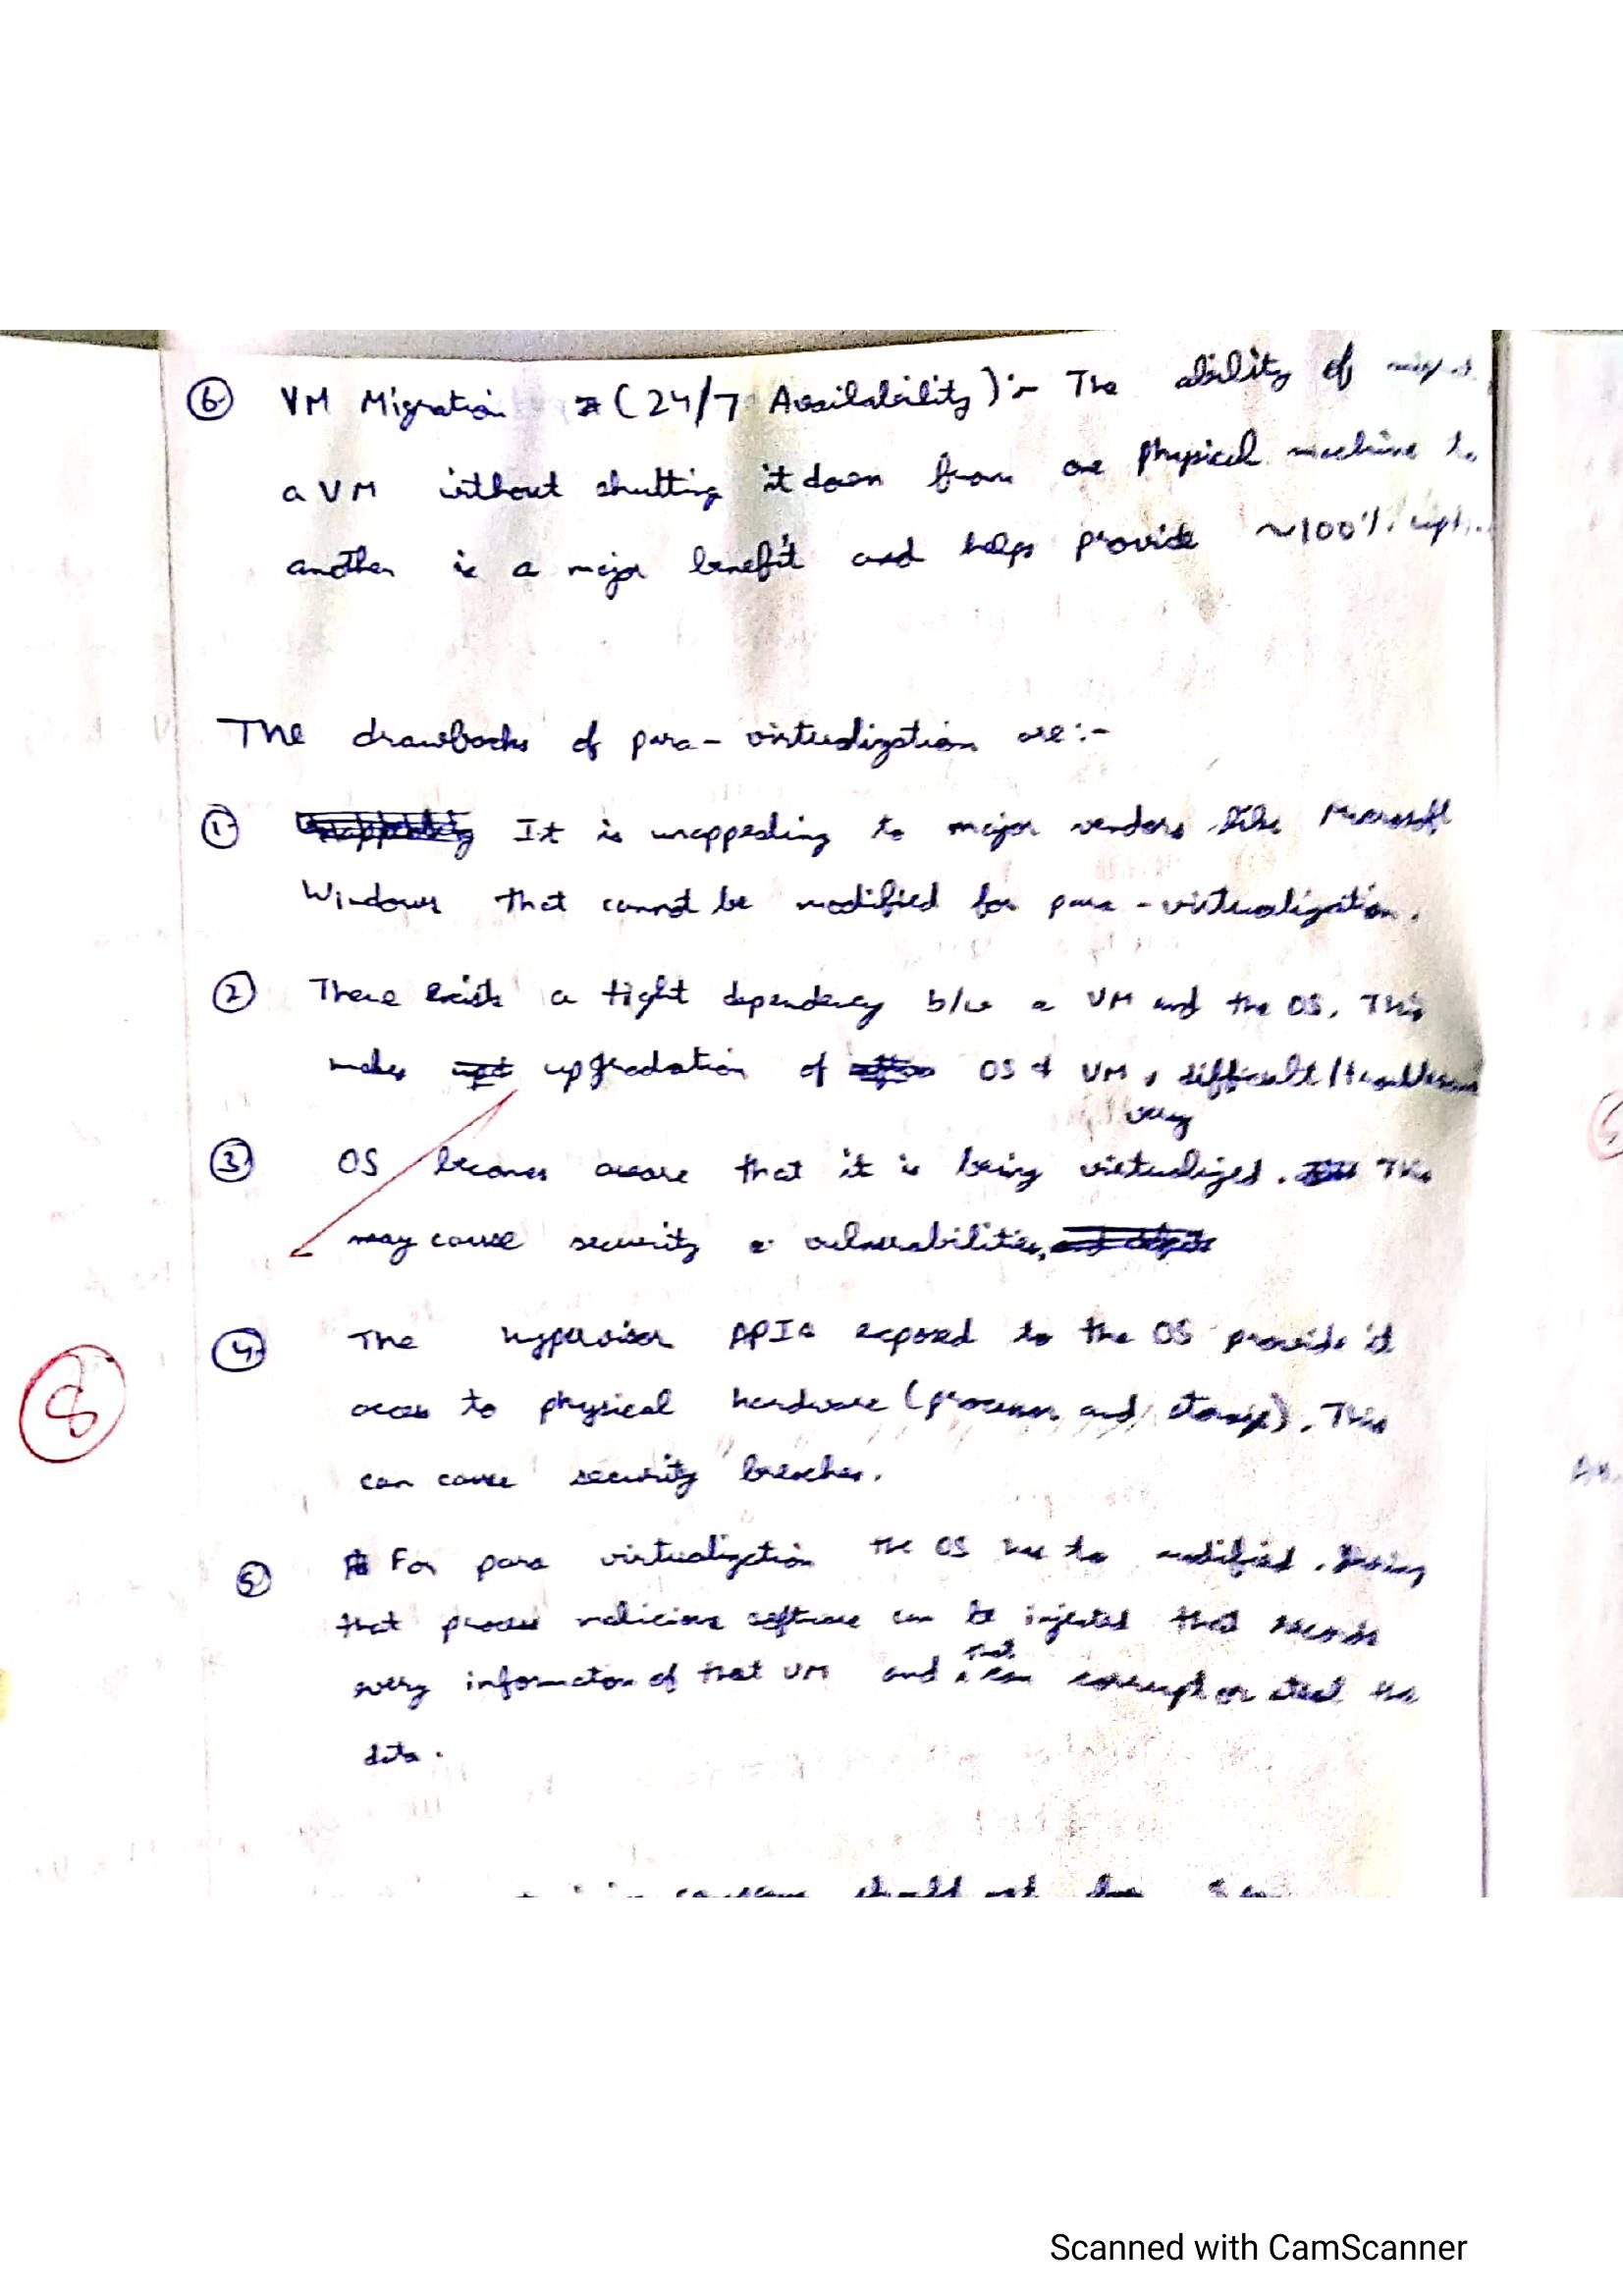 ⑥ VM Migration (24/7 Availability):- The ability of
a VM without shutting it down from one physical machine to
another is a major benefit and helps provide ~100%
The drawbacks of para-virtualization are:-
① It is unappealing to major vendors like Microsoft
Windows that cannot be modified for para-virtualization.
② There exists a tight dependency b/w a VM and the OS. This
makes upgradation of OS & VM very difficult/troublesome
③ OS becomes aware that it is being virtualized. This
may cause security vulnerabilities.
④ The hypervisor APIs exposed to the OS provide it
8
access to physical hardware (processor and storage). This
can cause security breaches.
⑤ For para virtualization the OS has to modified. During
that process malicious software can be injected that records
every information of that VM and that can corrupt or steal the
data.
should not
Scanned with CamScanner